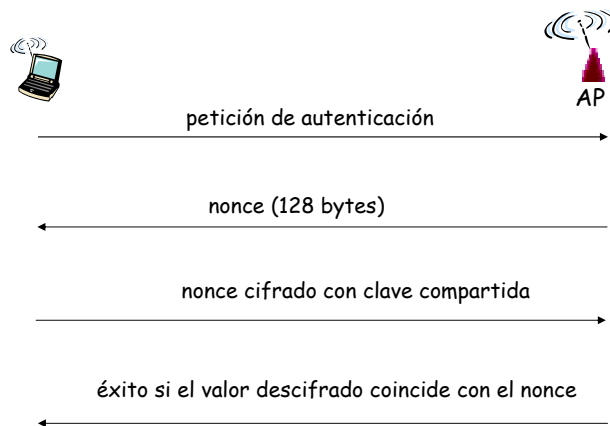 AP
petición de autenticación
nonce (128 bytes)
nonce cifrado con clave compartida
éxito si el valor descifrado coincide con el nonce